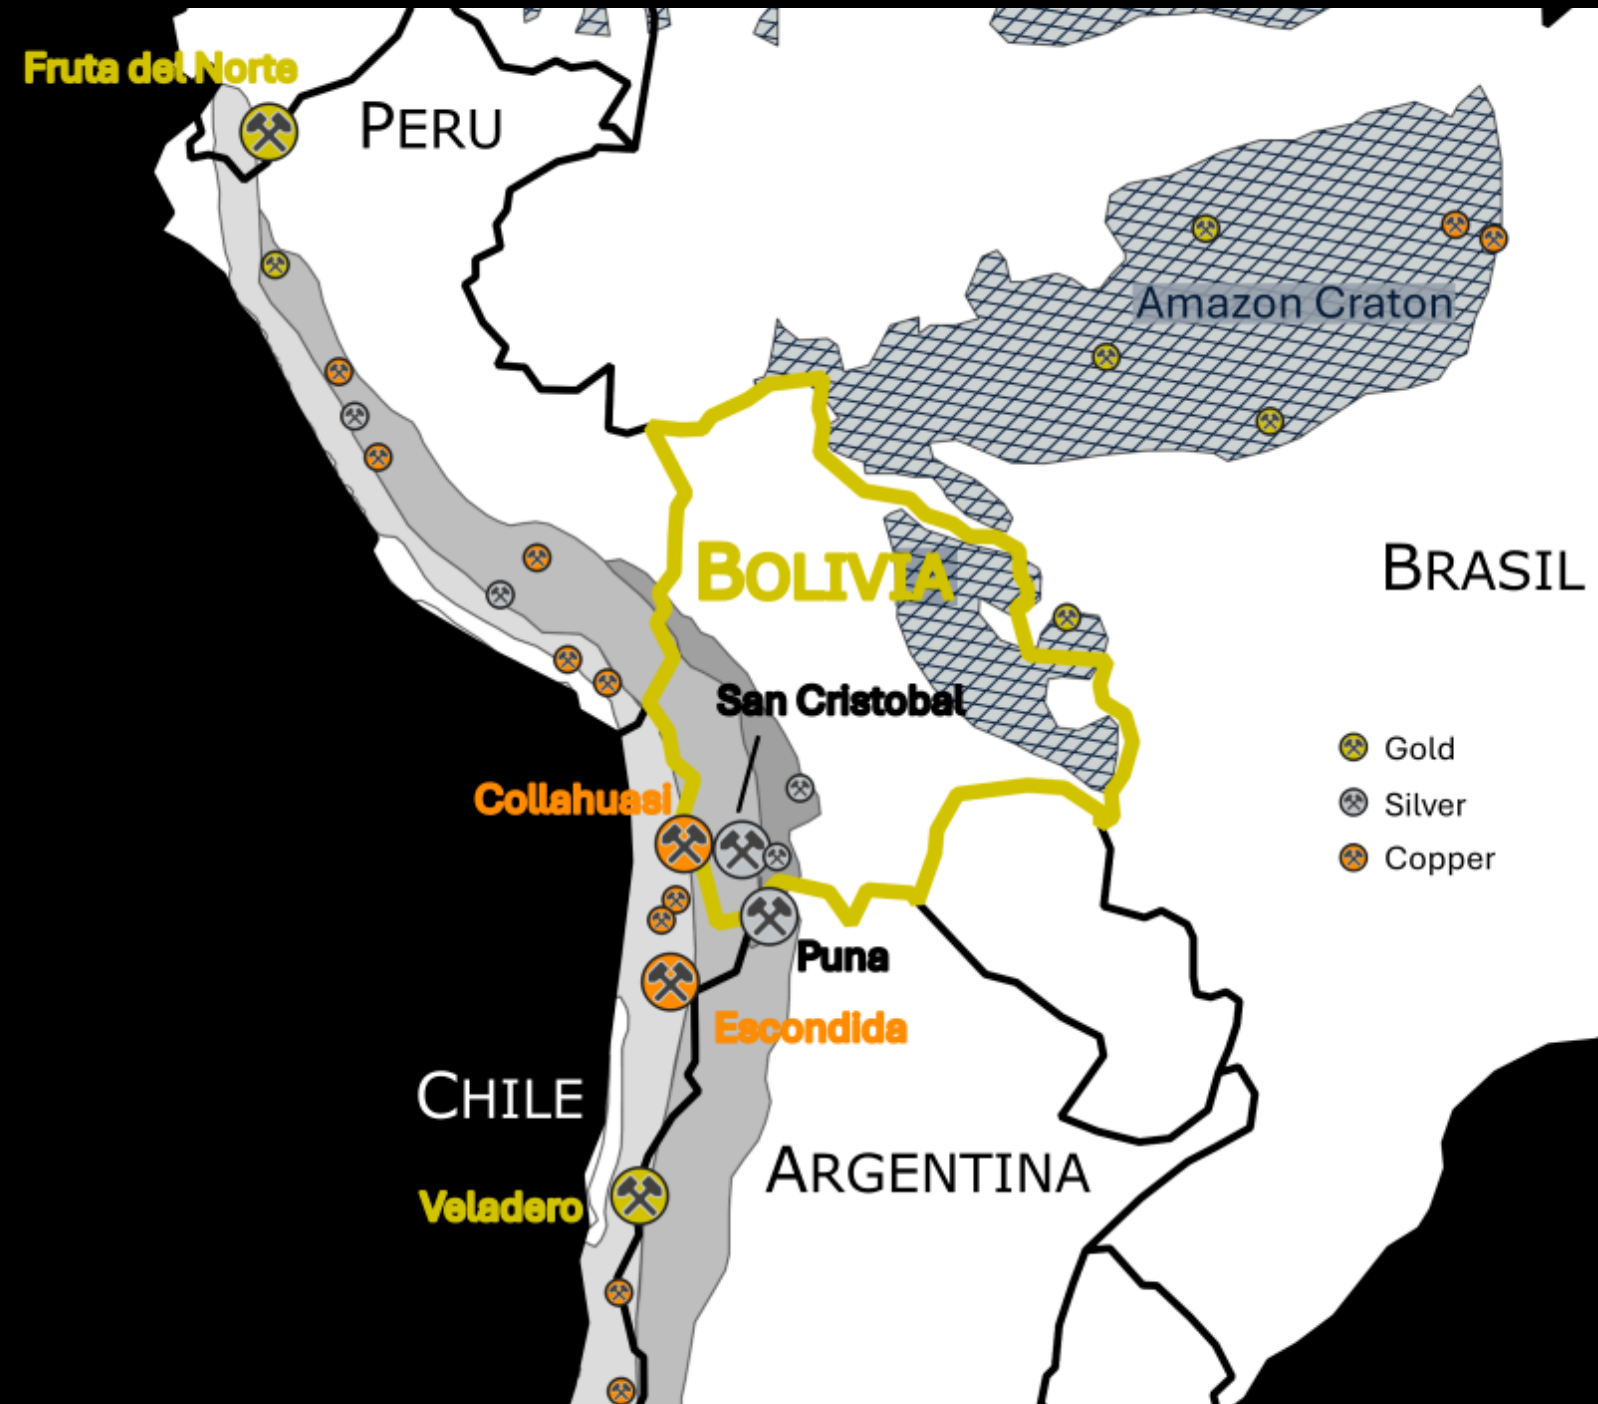 Fruta del Norte
PERU
Amazon Craton
BOLIVIA
BRASIL
San Cristobal
Gold
Collahuasi
Silver
Copper
Puna
Escondida
CHILE
ARGENTINA
Veladero